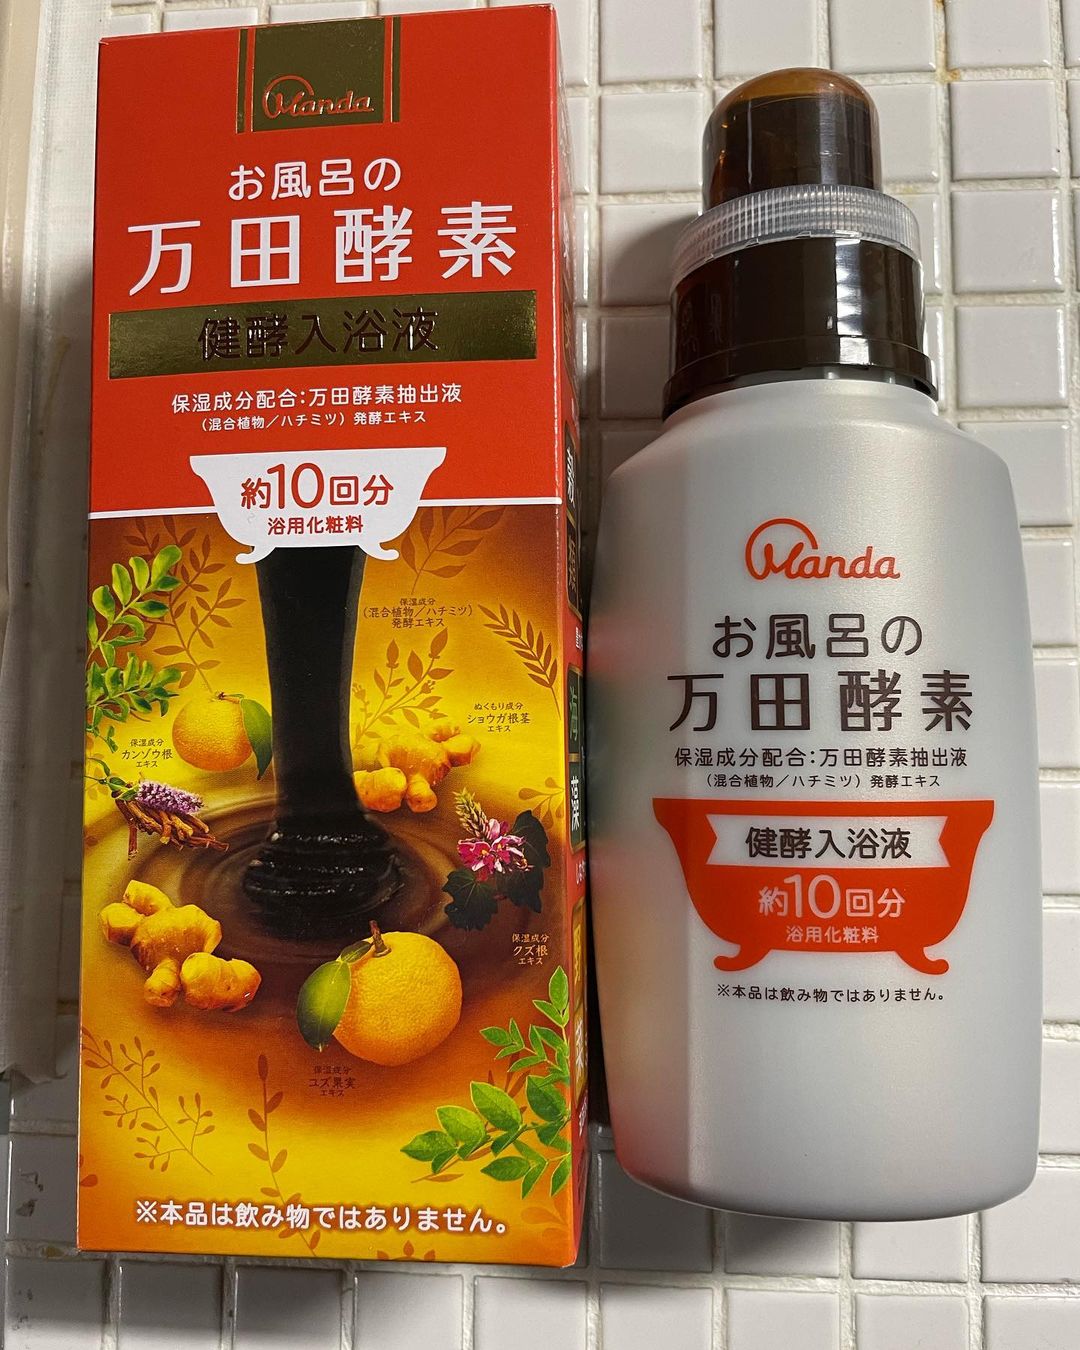 Manda
お風呂の
万田酵素
健酵入浴液
保湿成分配合:万田酵素抽出液
(混合植物/ハチミツ)発酵エキス
約10回分
浴用化粧料
保湿成分
(混合植物/ハチミツ)
発酵エキス
ぬくもり成分
ショウガ根茎
エキス
保湿成分
カンゾウ根
エキス
保湿成分
クズ根
エキス
保湿成分
ユズ果実
エキス
※本品は飲み物ではありません。
Manda
お風呂の
万田酵素
保湿成分配合:万田酵素抽出液
(混合植物/ハチミツ)発酵エキス
健酵入浴液
約10回分
浴用化粧料
※本品は飲み物ではありません。